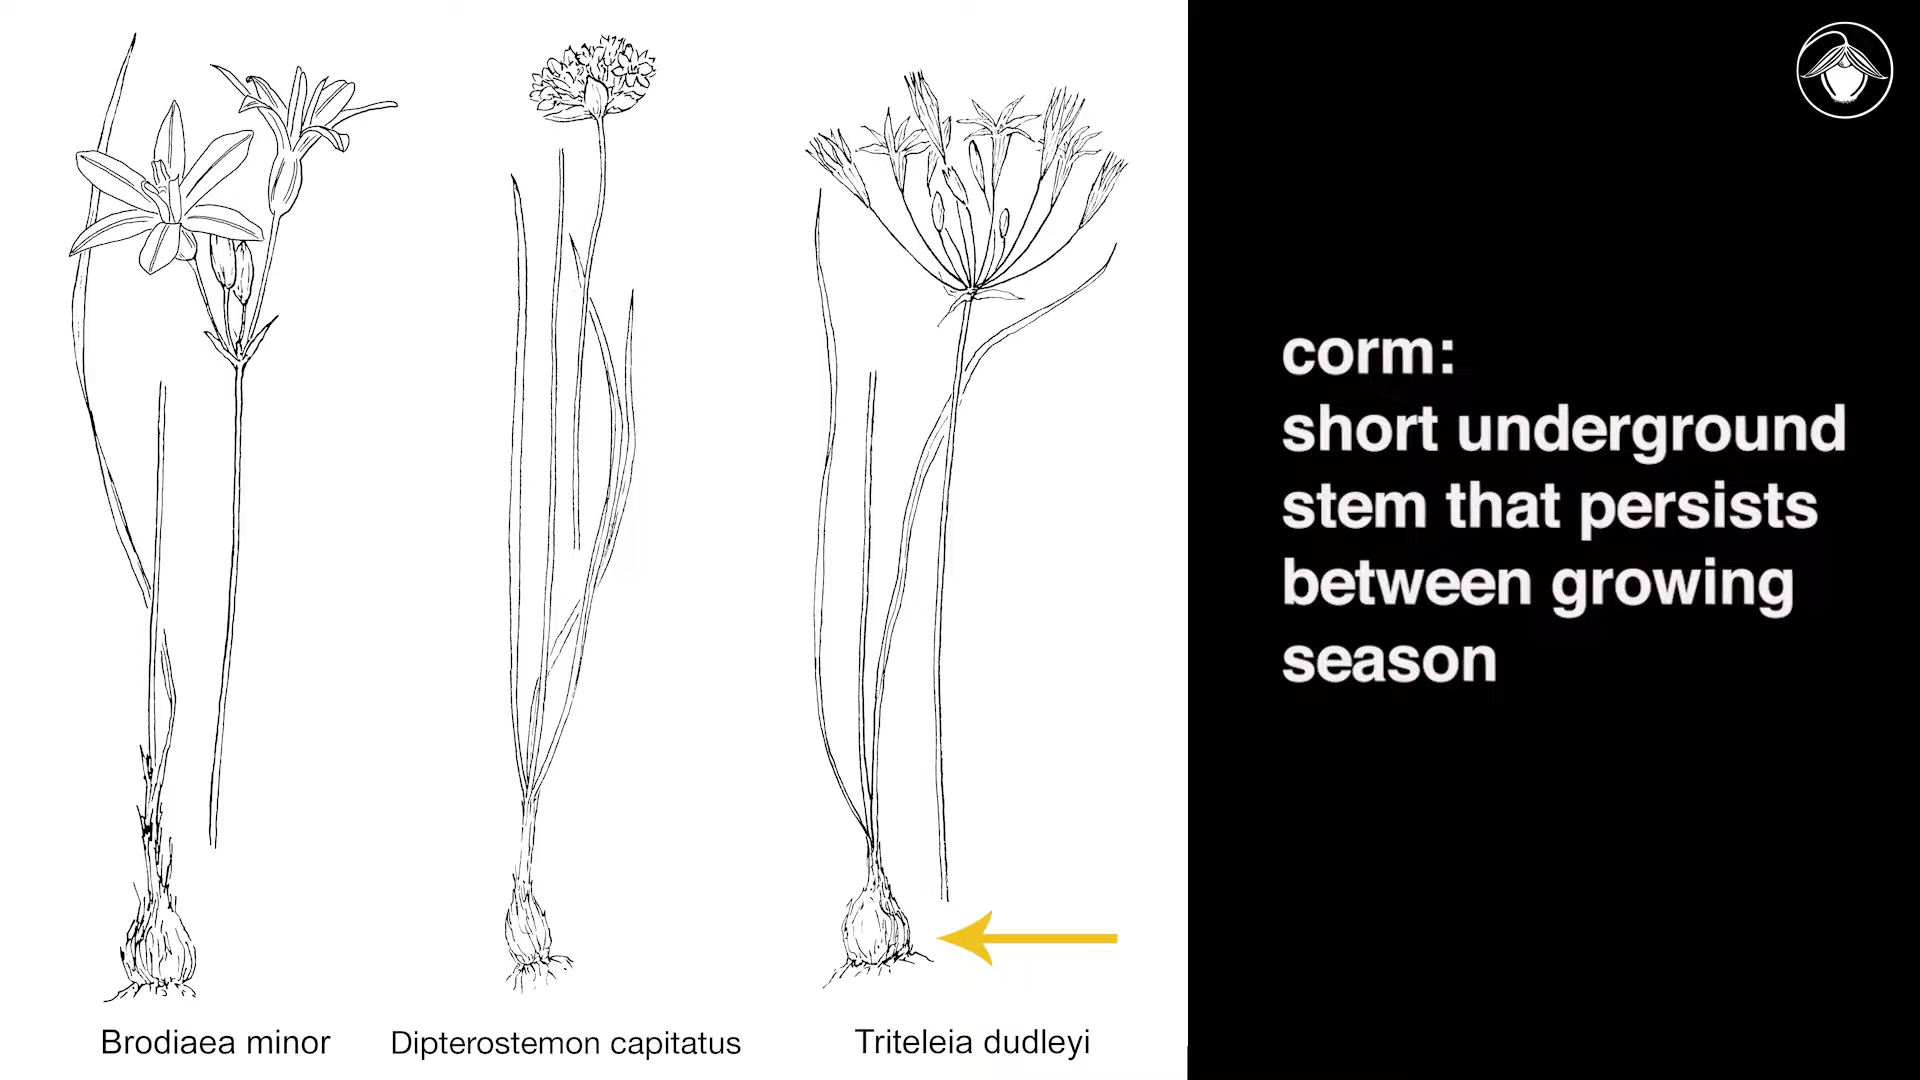 corm:
short underground
stem that persists
between growing
season
Brodiaea minor
Dipterostemon capitatus
Triteleia dudleyi